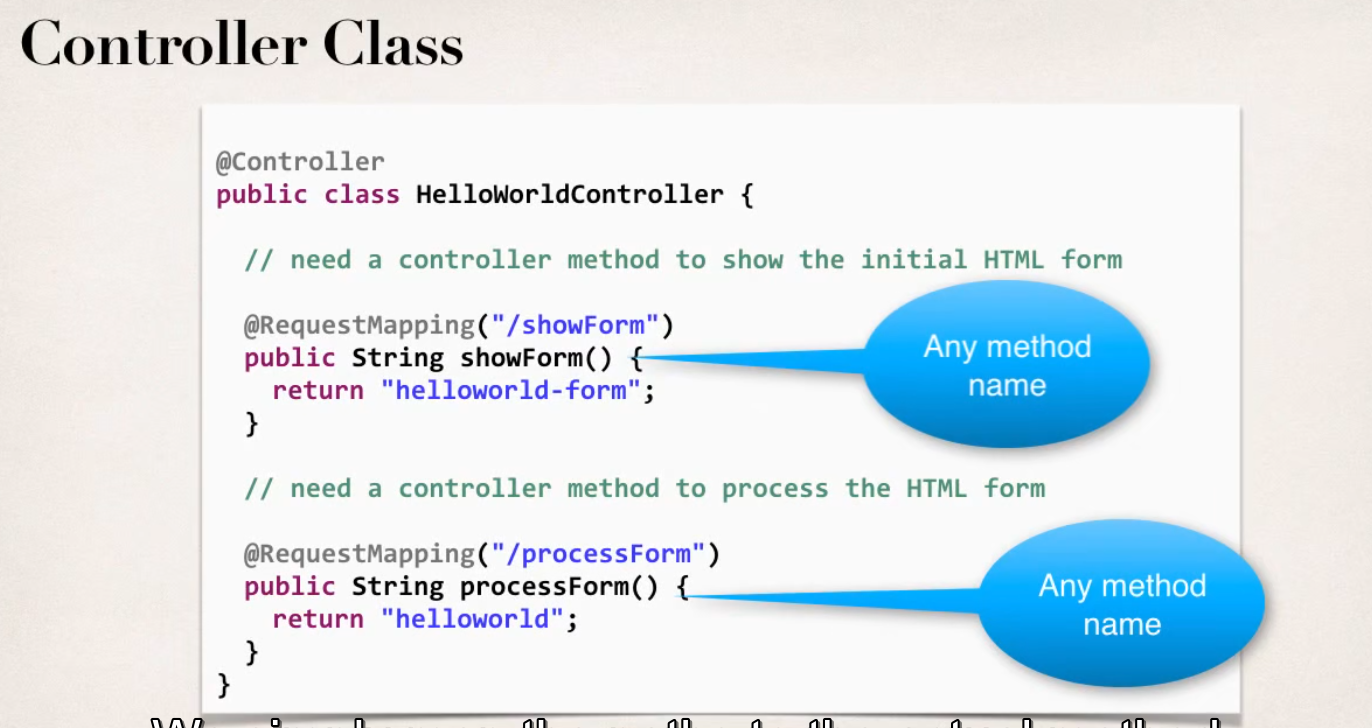 Controller Class
@Controller
public class HelloWorldController {
// need a controller method to show the initial HTML form
@RequestMapping("/showForm")
public String showForm() {
return "helloworld-form";
}
Any method
name
// need a controller method to process the HTML form
@RequestMapping("/processForm")
public String processForm() {
return "helloworld";
}
}
Any method
name